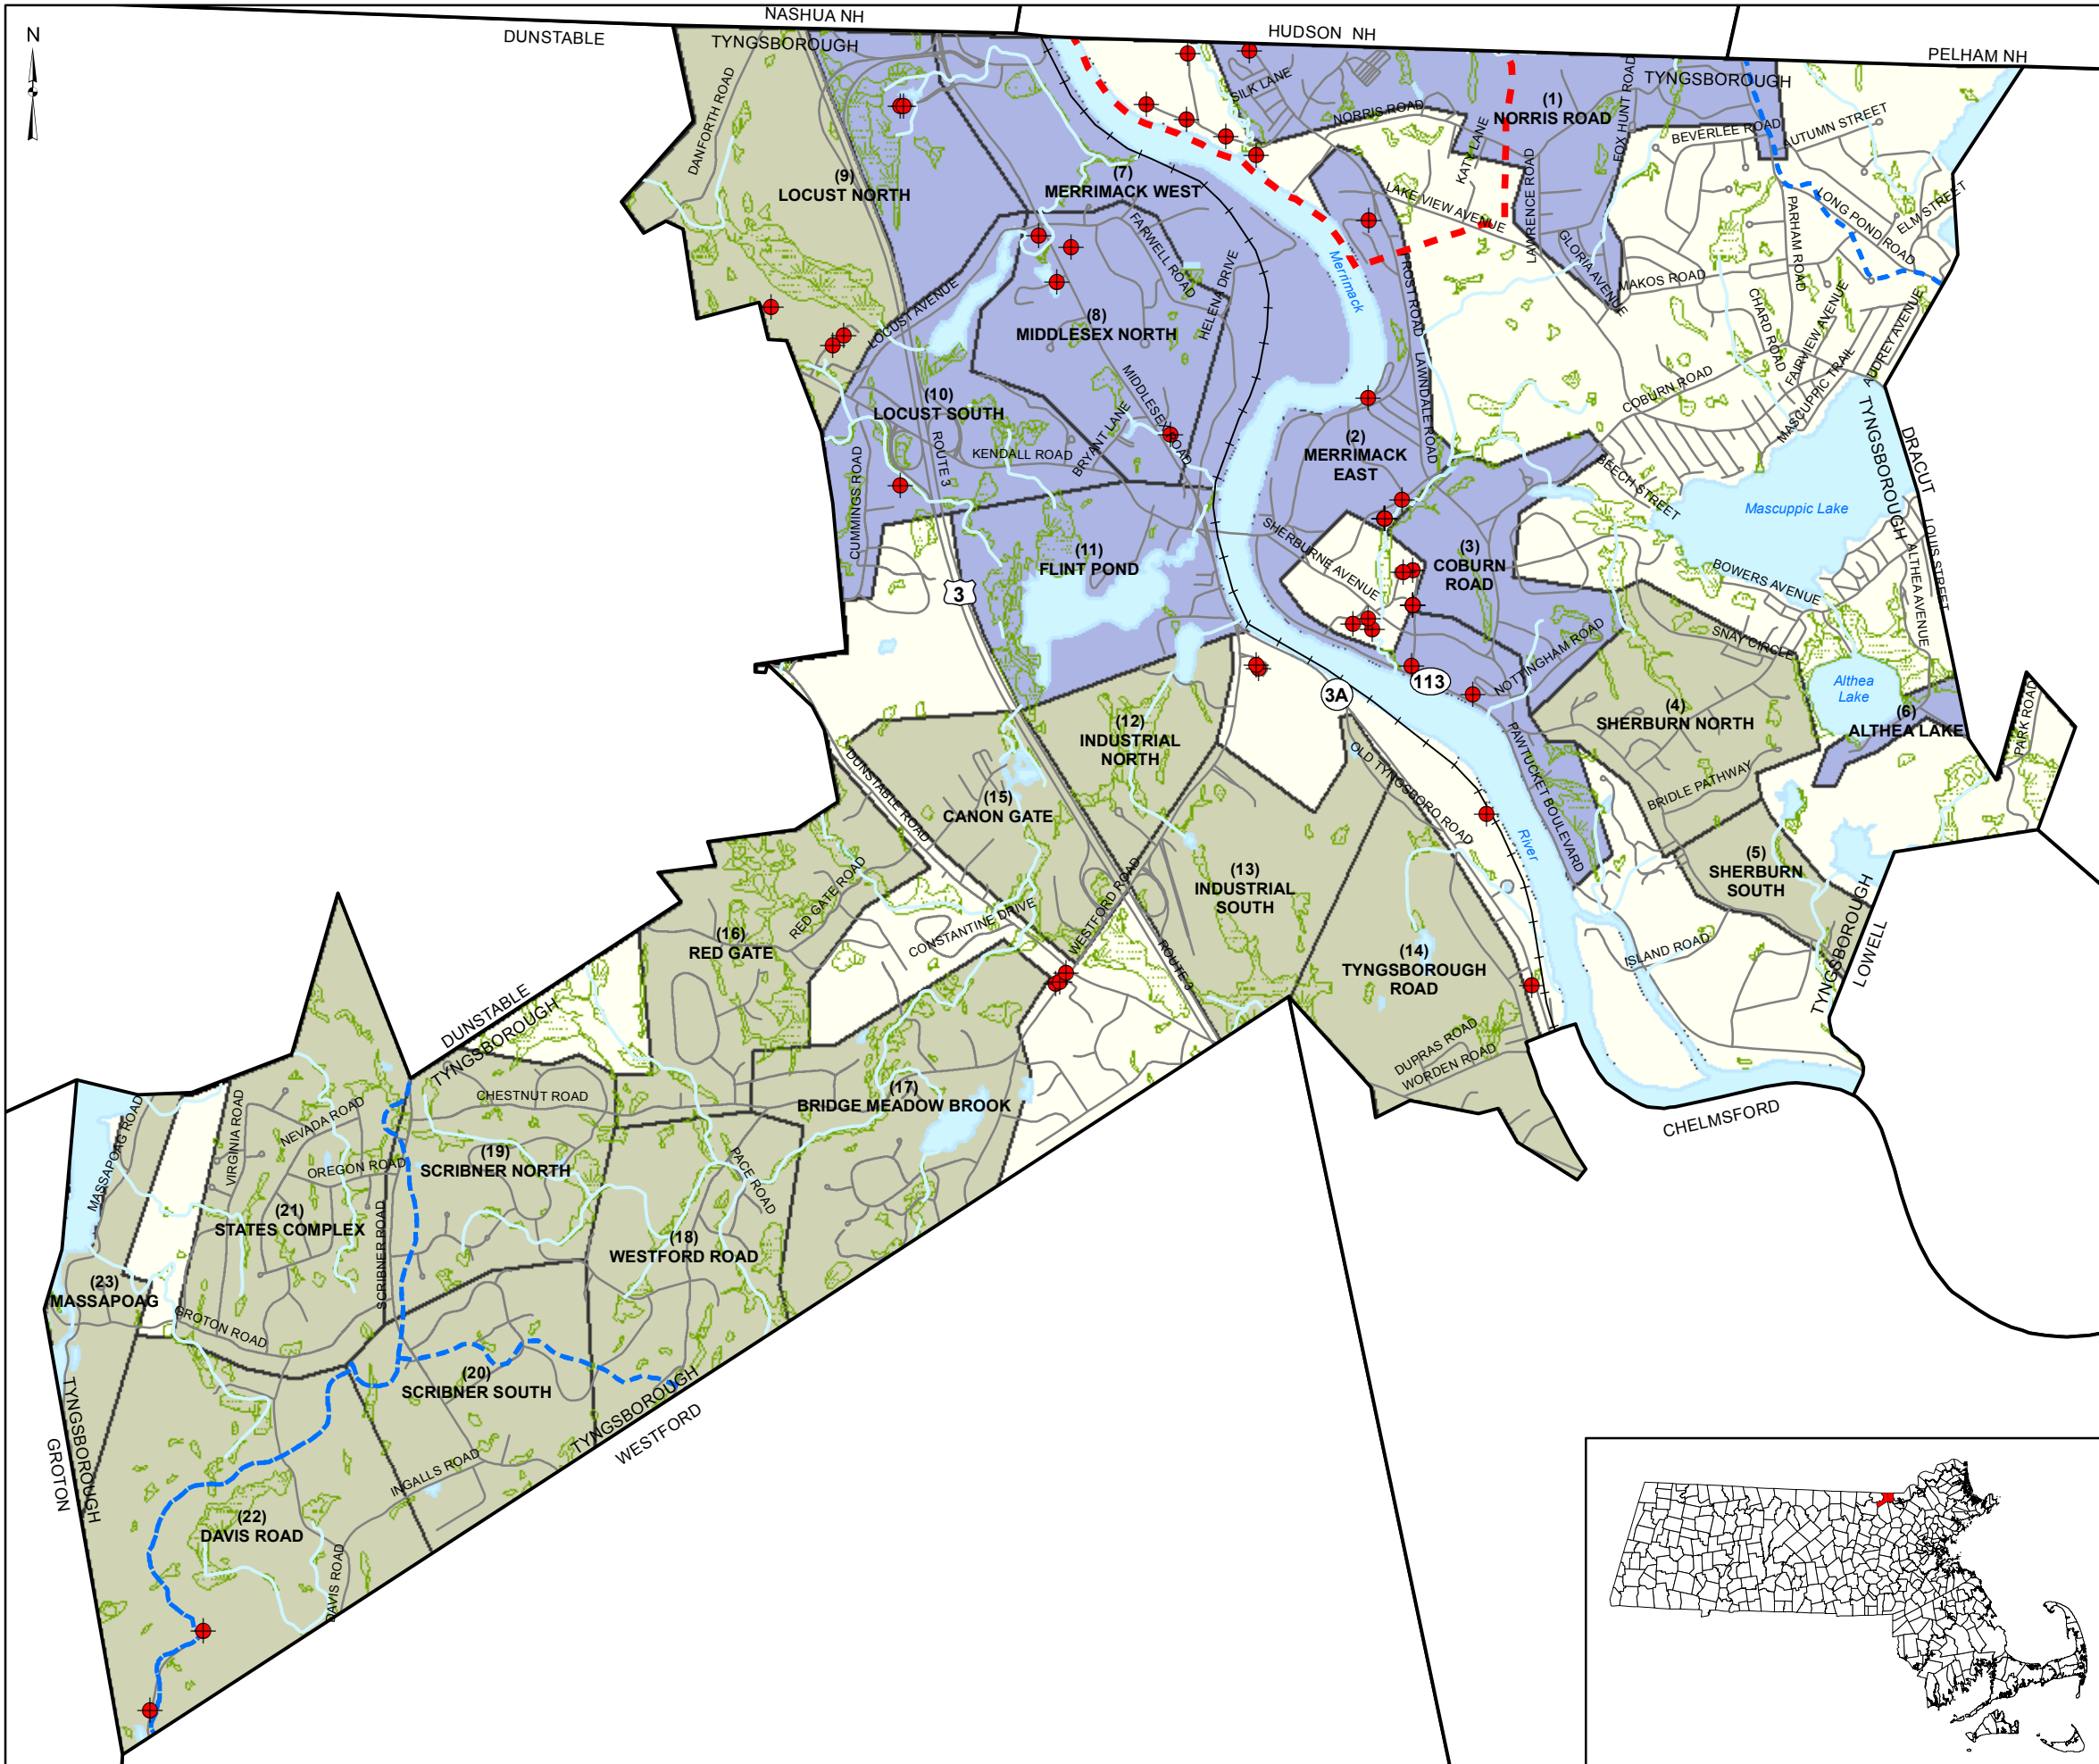 NASHUA NH
HUDSON NH
PELHAM NH
DUNSTABLE
TYNGSBOROUGH
TYNGSBOROUGH
N
DANFORTH ROAD
SILK LANE
NORRIS ROAD
(1)
NORRIS ROAD
KATY LANE
FOX HUNT ROAD
BEVERLEE ROAD
AUTUMN STREET
LAWRENCE ROAD
LAKE VIEW AVENUE
LONG POND ROAD
ELM STREET
PARHAM ROAD
GLORIA AVENUE
MAKOS ROAD
CHARD ROAD
FAIRVIEW AVENUE
MASCUPPIC TRAIL
AUDREY AVENUE
COBURN ROAD
(9)
LOCUST NORTH
(7)
MERRIMACK WEST
FARWELL ROAD
HELENA DRIVE
(8)
MIDDLESEX NORTH
LOCUST AVENUE
Merrimack
FROST ROAD
LAWNDALE ROAD
MIDDLESEX ROAD
BRYANT LANE
(10)
LOCUST SOUTH
ROUTE 3
KENDALL ROAD
CUMMINGS ROAD
(2)
MERRIMACK
EAST
BEECH STREET
Mascuppic Lake
TYNGSBOROUGH
DRACUT
LOUIS STREET
ALTHEA AVENUE
BOWERS AVENUE
SHERBURNE AVENUE
(3)
COBURN
ROAD
(11)
FLINT POND
3
NOTTINGHAM ROAD
SNAY CIRCLE
113
3A
Althea
Lake
(4)
SHERBURN NORTH
(6)
ALTHEA LAKE
PARK ROAD
(12)
INDUSTRIAL
NORTH
OLD TYNGSBORO ROAD
PAWTUCKET BOULEVARD
BRIDLE PATHWAY
DUNSTABLE ROAD
(15)
CANON GATE
River
(5)
SHERBURN
SOUTH
(13)
INDUSTRIAL
SOUTH
WESTFORD ROAD
RED GATE ROAD
CONSTANTINE DRIVE
(16)
RED GATE
ROUTE 3
(14)
TYNGSBOROUGH
ROAD
ISLAND ROAD
TYNGSBOROUGH
LOWELL
DUNSTABLE
TYNGSBOROUGH
DUPRAS ROAD
WORDEN ROAD
CHELMSFORD
(17)
BRIDGE MEADOW BROOK
CHESTNUT ROAD
MASSAPOAG ROAD
VIRGINIA ROAD
NEVADA ROAD
OREGON ROAD
(19)
SCRIBNER NORTH
PACE ROAD
(21)
STATES COMPLEX
SCRIBNER ROAD
(18)
WESTFORD ROAD
(23)
MASSAPOAG
GROTON ROAD
(20)
SCRIBNER SOUTH
TYNGSBOROUGH
WESTFORD
TYNGSBOROUGH
GROTON
INGALLS ROAD
(22)
DAVIS ROAD
DAVIS ROAD